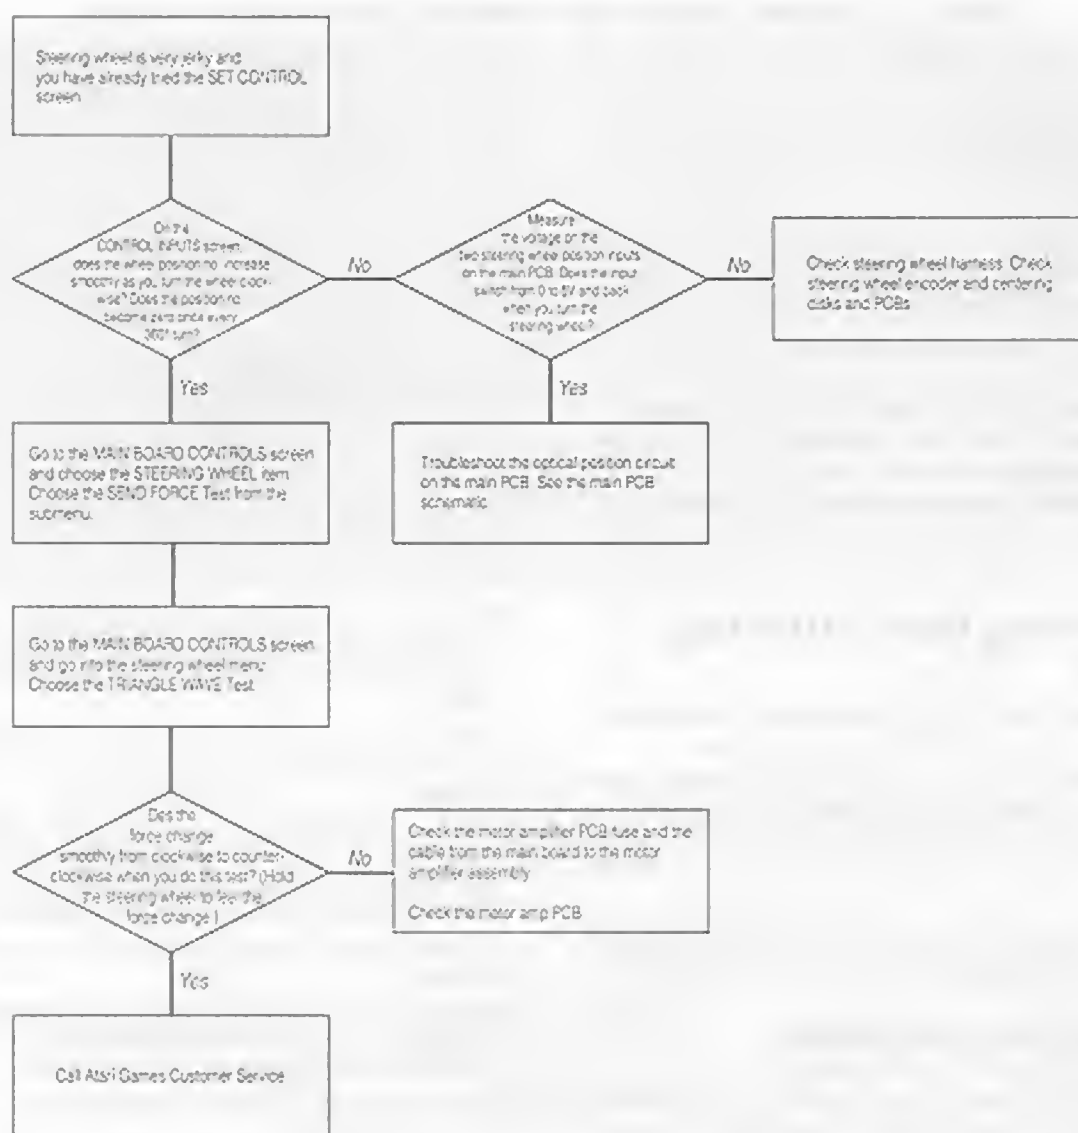 Steering wheel is very jerky and
you have already tried the SET CONTROL
screen.
On the
CONTROL INPUTS screen,
does the wheel position no. increase
smoothly as you turn the wheel clock-
wise? Does the position no.
become zero once every
360° turn?
No
Measure
the voltage on the
two steering wheel position inputs
on the main PCB. Does the input
switch from 0 to 5V and back
when you turn the
steering wheel?
No
Check steering wheel harness. Check
steering wheel encoder and centering
disks and PCBs.
Yes
Go to the MAIN BOARD CONTROLS screen
and choose the STEERING WHEEL item.
Choose the SEND FORCE Test from the
submenu.
Yes
Troubleshoot the optical position circuit
on the main PCB. See the main PCB
schematic.
Go to the MAIN BOARD CONTROLS screen
and go into the steering wheel menu.
Choose the TRIANGLE WAVE Test.
Des the
force change
smoothly from clockwise to counter-
clockwise when you do this test? (Hold
the steering wheel to feel the
force change.)
No
Check the motor amplifier PCB fuse and the
cable from the main board to the motor
amplifier assembly.
Check the motor amp PCB.
Yes
Call Atari Games Customer Service